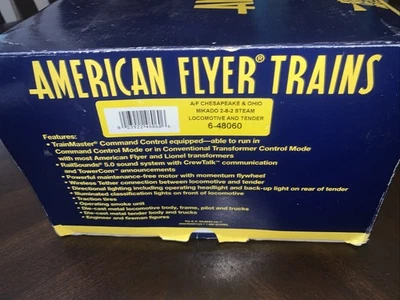 AMERICAN FLYER
AMERICAN FLYER® TRAINS
A/F CHESAPEAKE & OHIO
MIKADO 2-8-2 STEAM
LOCOMOTIVE AND TENDER
6-48060
Features:
• TrainMaster® Command Control equipped—able to run in
Command Control Mode or in Conventional Transformer Control Mode
with most American Flyer and Lionel transformers
• RailSounds® 5.0 sound system with CrewTalk™ communication
and TowerCom™ announcements
• Powerful maintenance-free motor with momentum flywheel
• Wireless Tether connection between locomotive and tender
• Directional lighting including operating headlight and back-up light on rear of tender
• Illuminated classification lights on front of locomotive
• Traction tires
• Operating smoke unit
• Die-cast metal locomotive body, frame, pilot and trucks
• Die-cast metal tender body and trucks
• Engineer and fireman figures